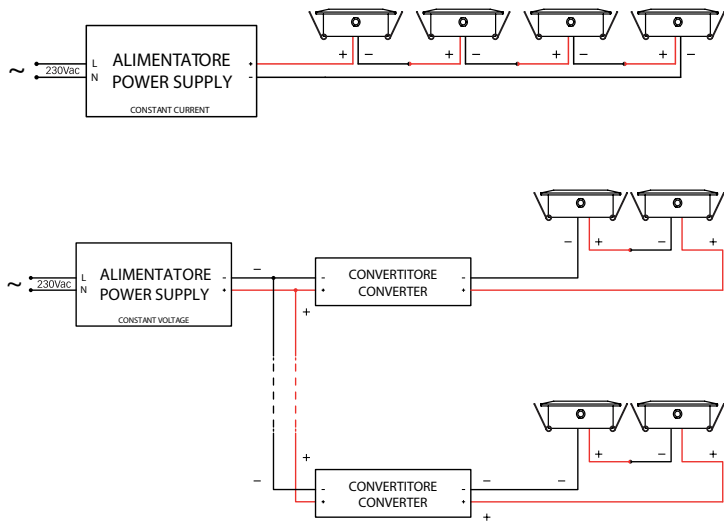 + − + − + − + −
~ 230Vac L N
ALIMENTATORE
POWER SUPPLY
+
-
CONSTANT CURRENT
− + − +
~ 230Vac L N
ALIMENTATORE
POWER SUPPLY
-
+
CONSTANT VOLTAGE
−
+
- CONVERTITORE -
+ CONVERTER +
− + − +
+
−
- CONVERTITORE -
+ CONVERTER +
− −
+